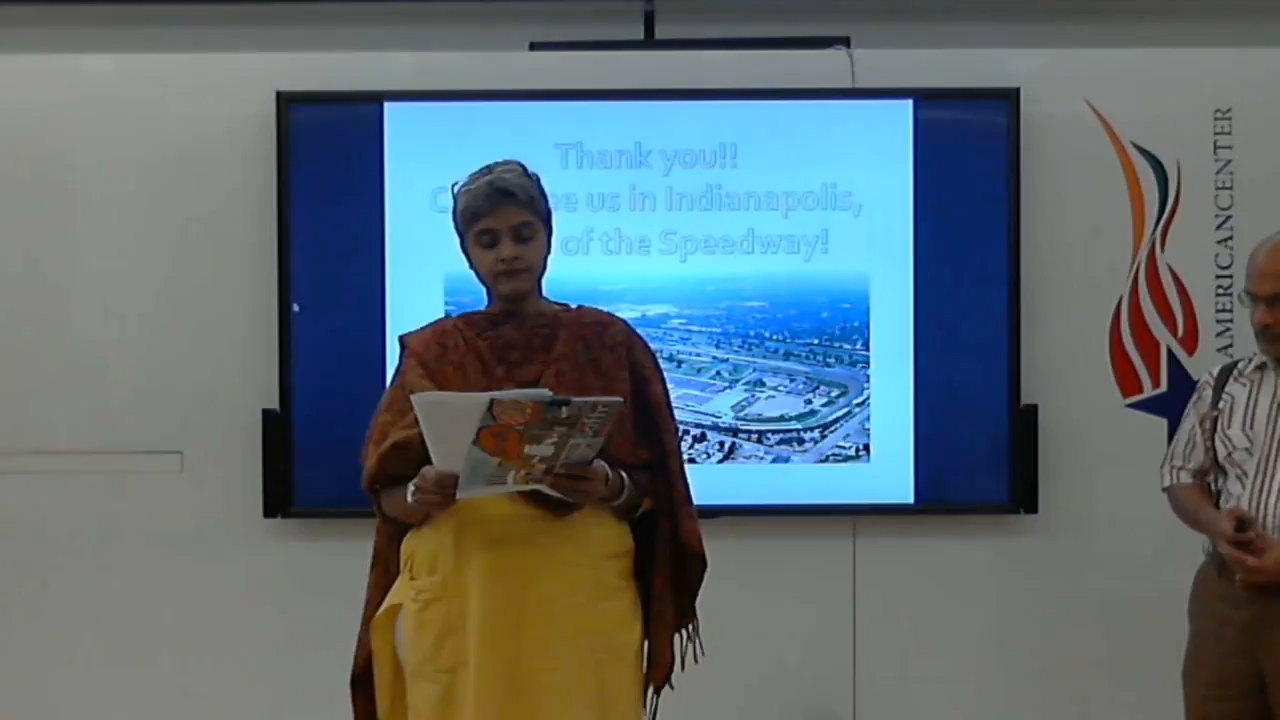 Thank you!!
us in Indianapolis,
of the Speedway!
AMERICANCENTER